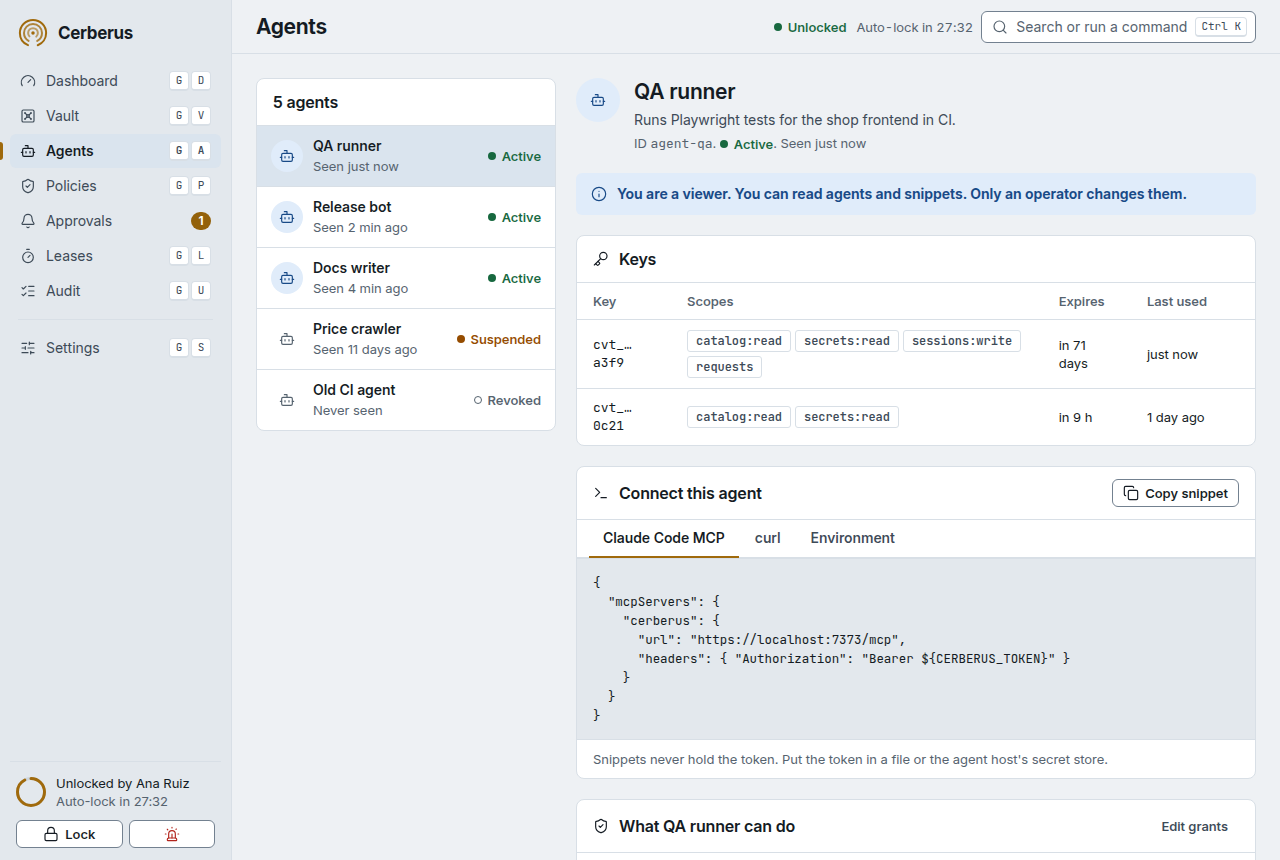 Cerberus
Dashboard G D
Vault G V
Agents G A
Policies G P
Approvals 1
Leases G L
Audit G U
Settings G S
Unlocked by Ana Ruiz
Auto-lock in 27:32
Lock
Agents
Unlocked Auto-lock in 27:32 Search or run a command Ctrl K
5 agents
QA runner
Seen just now
Active
Release bot
Seen 2 min ago
Active
Docs writer
Seen 4 min ago
Active
Price crawler
Seen 11 days ago
Suspended
Old CI agent
Never seen
Revoked
QA runner
Runs Playwright tests for the shop frontend in CI.
ID agent-qa. Active. Seen just now
You are a viewer. You can read agents and snippets. Only an operator changes them.
Keys
Key Scopes Expires Last used
cvt_…
a3f9
catalog:read secrets:read sessions:write
requests
in 71
days
just now
cvt_…
0c21
catalog:read secrets:read
in 9 h
1 day ago
Connect this agent
Copy snippet
Claude Code MCP curl Environment
{
"mcpServers": {
"cerberus": {
"url": "https://localhost:7373/mcp",
"headers": { "Authorization": "Bearer ${CERBERUS_TOKEN}" }
}
}
}
Snippets never hold the token. Put the token in a file or the agent host's secret store.
What QA runner can do
Edit grants